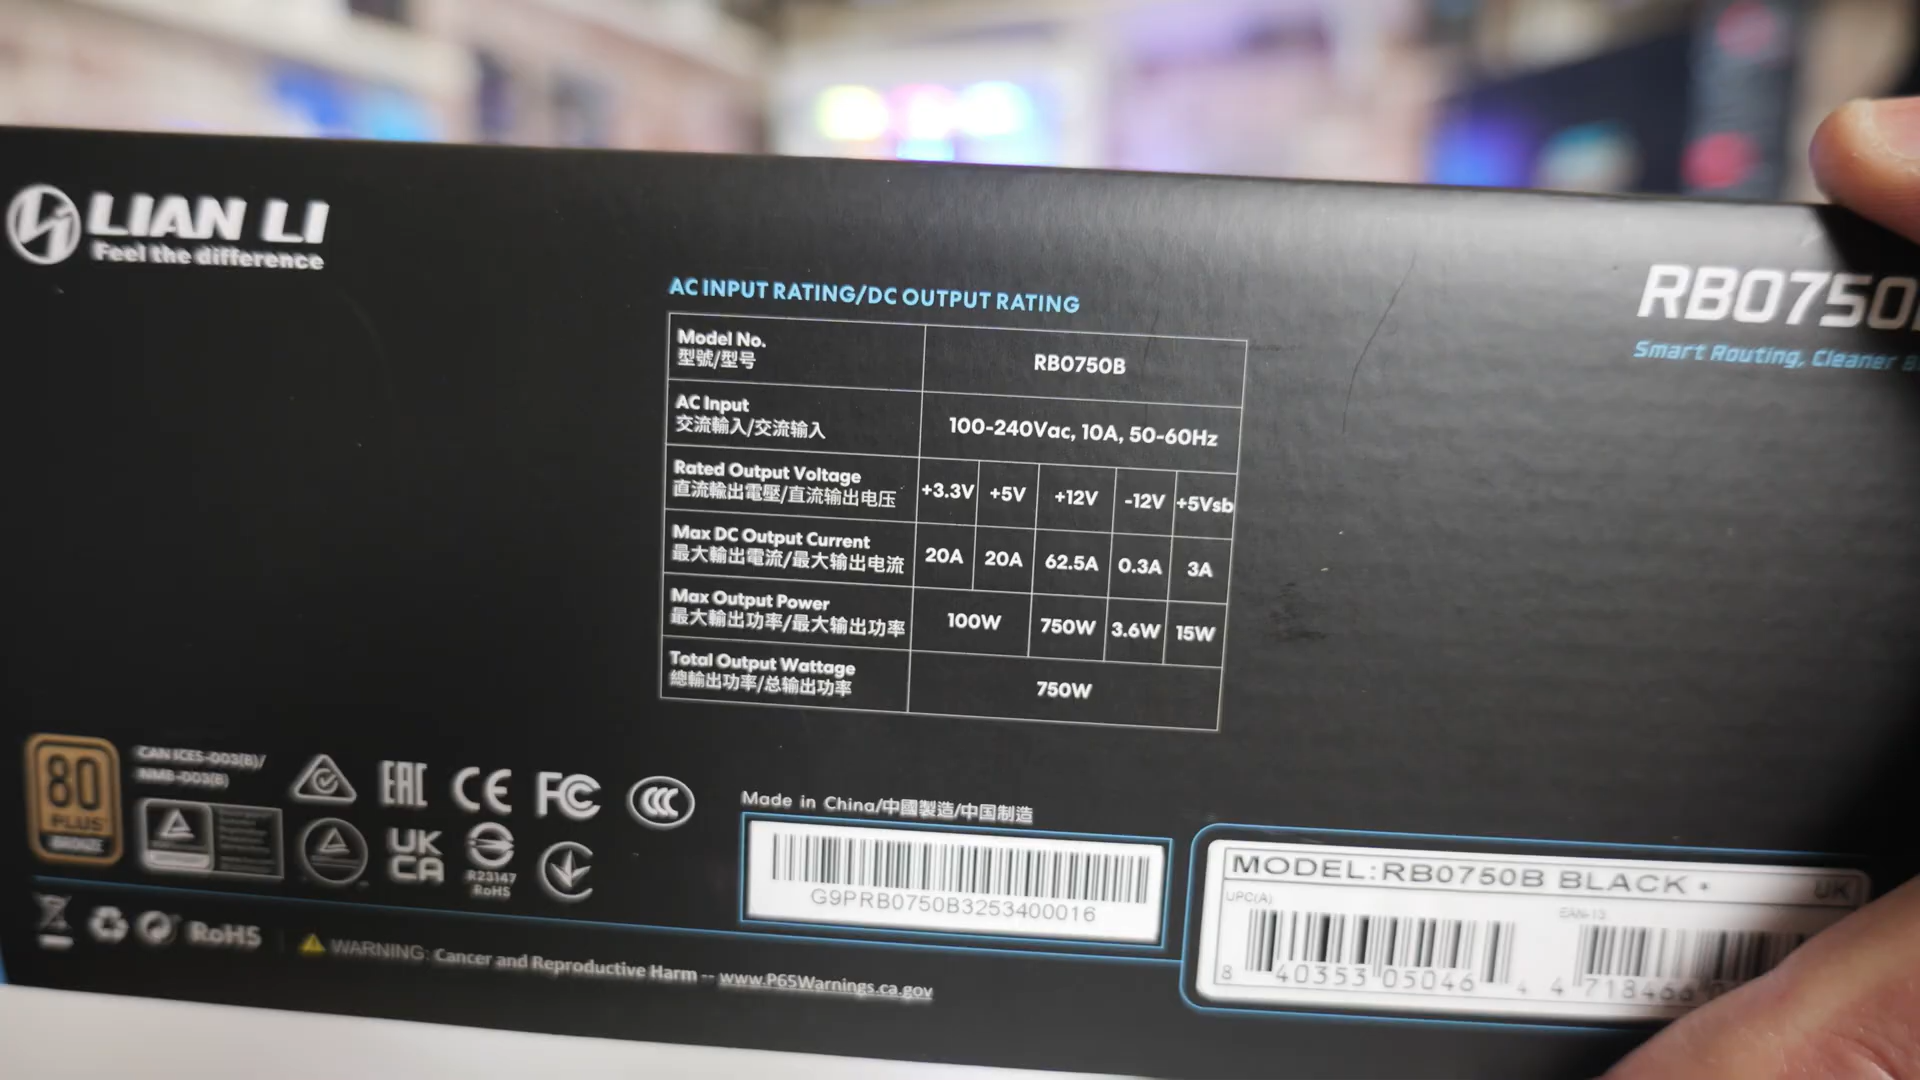 LIAN LI
Feel the difference
RB0750
Smart Routing, Cleaner
AC INPUT RATING/DC OUTPUT RATING
Model No. 型號/型号 RB0750B
AC Input 交流輸入/交流输入 100-240Vac, 10A, 50-60Hz
Rated Output Voltage 直流輸出電壓/直流输出电压 +3.3V +5V +12V -12V +5Vsb
Max DC Output Current 最大輸出電流/最大输出电流 20A 20A 62.5A 0.3A 3A
Max Output Power 最大輸出功率/最大输出功率 100W 750W 3.6W 15W
Total Output Wattage 總輸出功率/总输出功率 750W
80 PLUS BRONZE
CAN ICES-003(B)/
NMB-003(B)
EAC CE FC CCC
UK CA
R23147
RoHS
Made in China/中國製造/中国制造
G9PRB0750B3253400016
MODEL:RB0750B BLACK • UK
UPC(A) EAN-13
8 40353 05046 4 4 718466
RoHS
WARNING: Cancer and Reproductive Harm -- www.P65Warnings.ca.gov